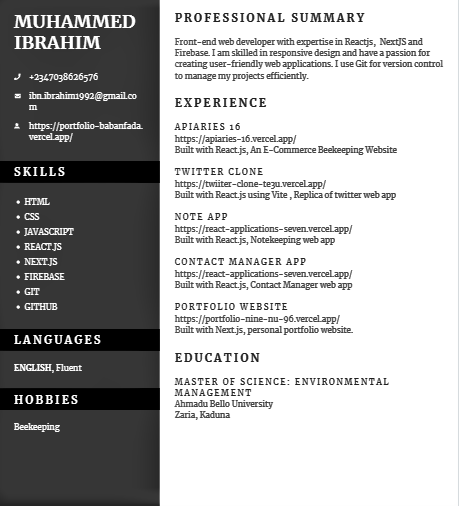 MUHAMMED
IBRAHIM
+2347038626576
ibn.ibrahim1992@gmail.co
m
https://portfolio-babanfada.
vercel.app/
SKILLS
HTML
CSS
JAVASCRIPT
REACT.JS
NEXT.JS
FIREBASE
GIT
GITHUB
LANGUAGES
ENGLISH, Fluent
HOBBIES
Beekeeping
PROFESSIONAL SUMMARY
Front-end web developer with expertise in Reactjs, NextJS and
Firebase. I am skilled in responsive design and have a passion for
creating user-friendly web applications. I use Git for version control
to manage my projects efficiently.
EXPERIENCE
APIARIES 16
https://apiaries-16.vercel.app/
Built with React.js, An E-Commerce Beekeeping Website
TWITTER CLONE
https://twiiter-clone-te3u.vercel.app/
Built with React.js using Vite , Replica of twitter web app
NOTE APP
https://react-applications-seven.vercel.app/
Built with React.js, Notekeeping web app
CONTACT MANAGER APP
https://react-applications-seven.vercel.app/
Built with React.js, Contact Manager web app
PORTFOLIO WEBSITE
https://portfolio-nine-nu-96.vercel.app/
Built with Next.js, personal portfolio website.
EDUCATION
MASTER OF SCIENCE: ENVIRONMENTAL
MANAGEMENT
Ahmadu Bello University
Zaria, Kaduna